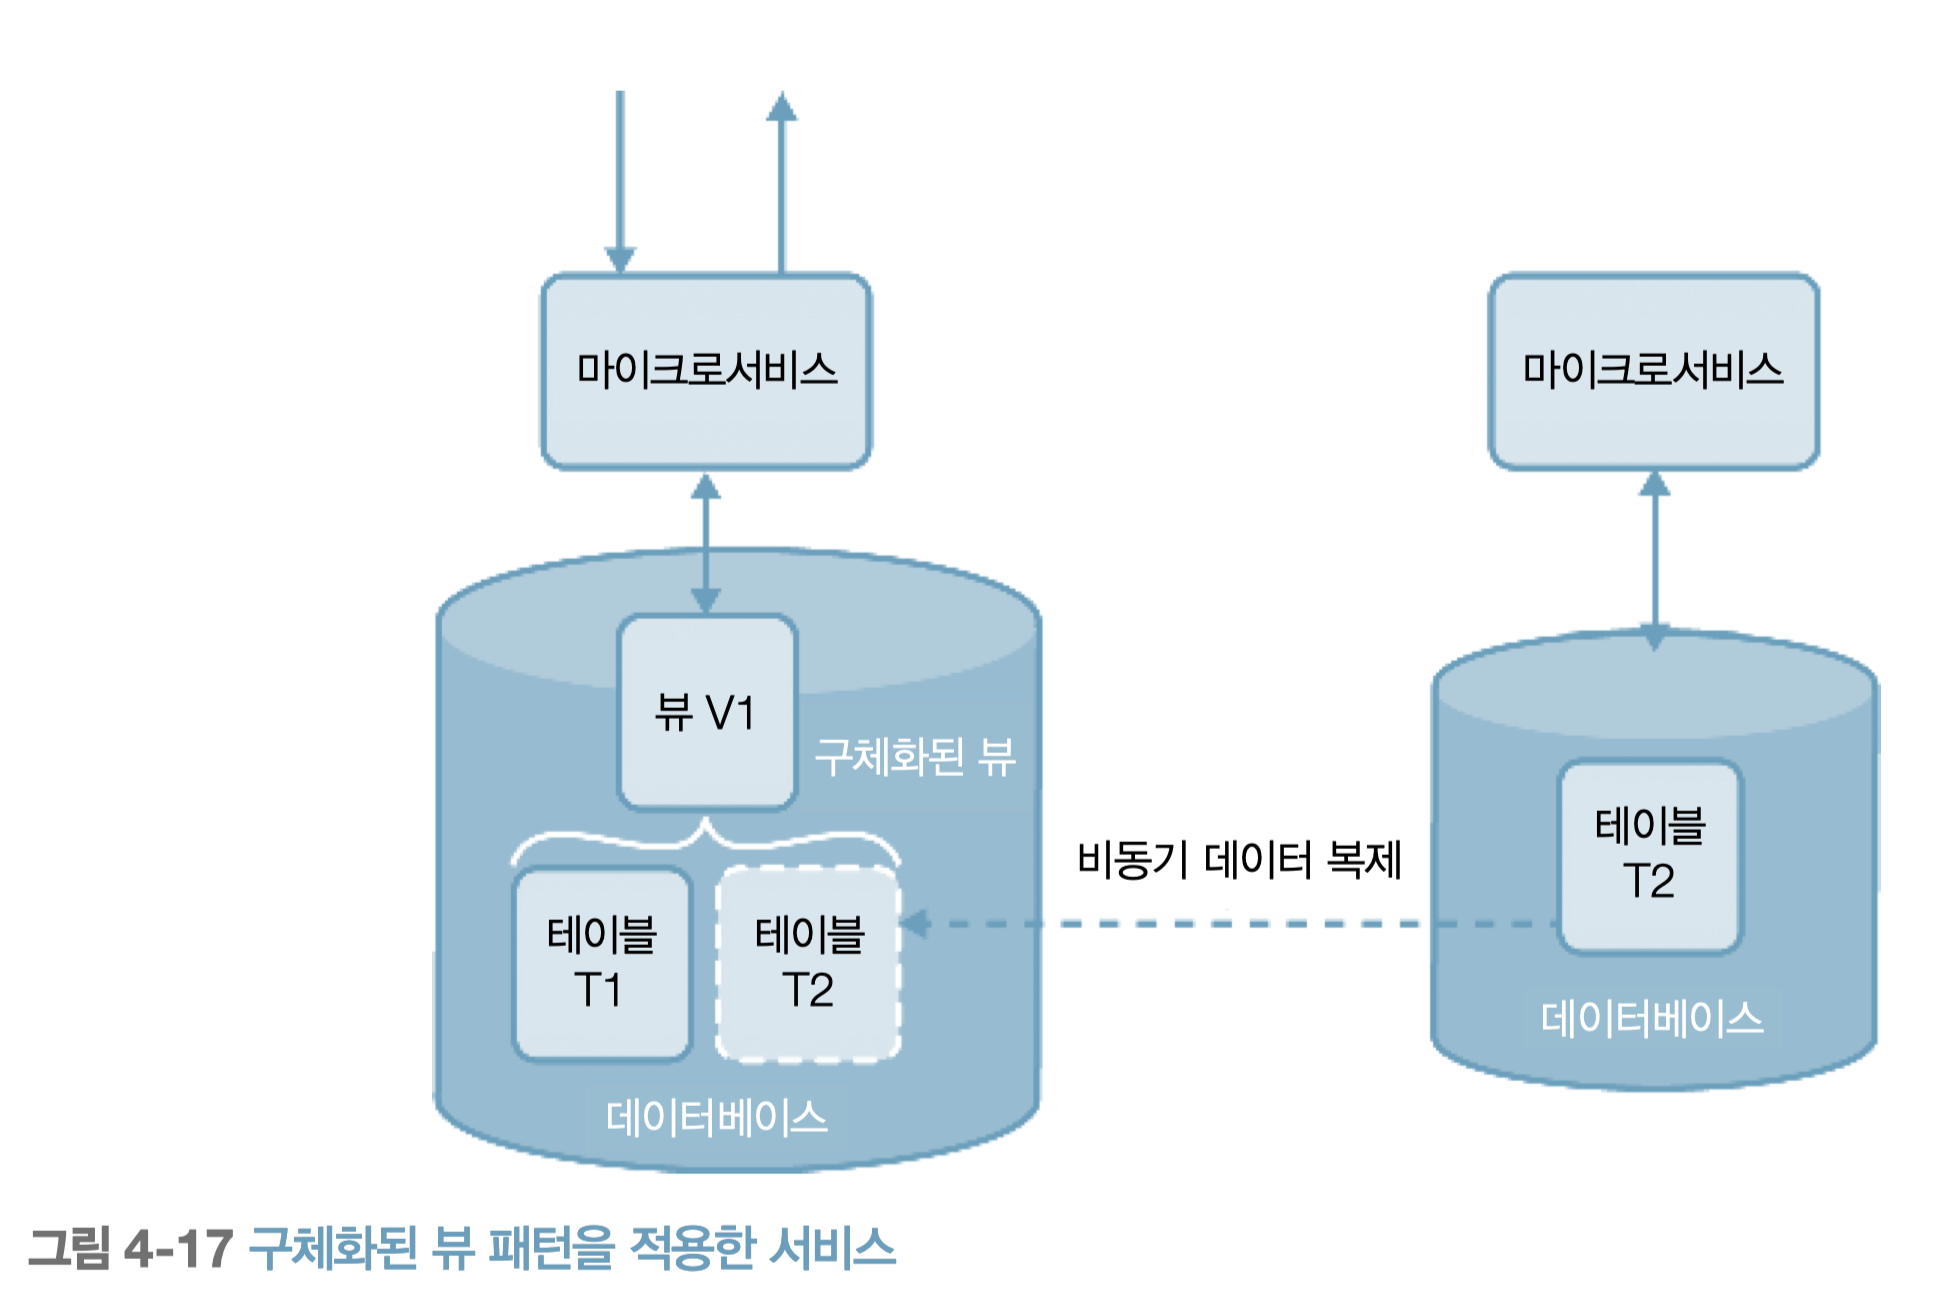 마이크로서비스
마이크로서비스
뷰 V1
구체화된 뷰
테이블
T1
테이블
T2
데이터베이스
비동기 데이터 복제
테이블
T2
데이터베이스
그림 4-17 구체화된 뷰 패턴을 적용한 서비스